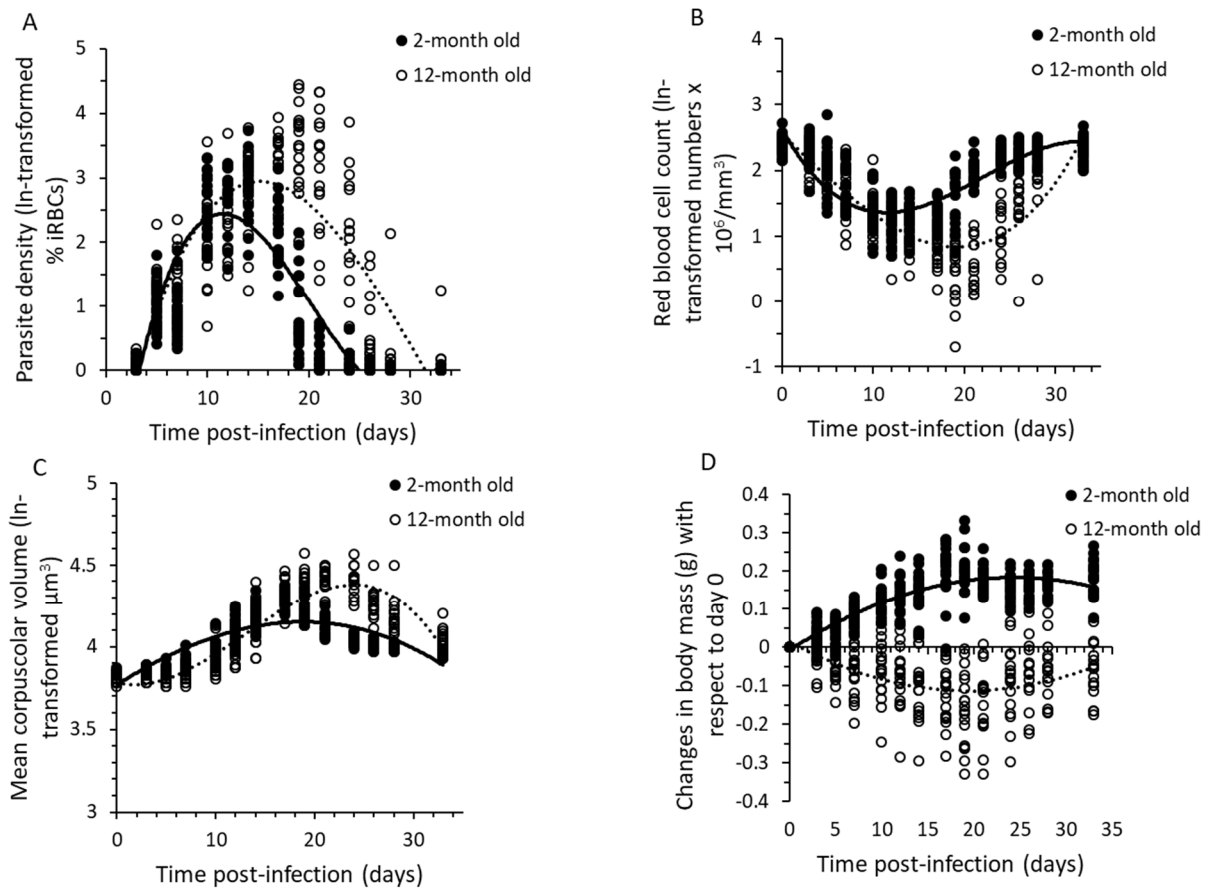 A
5
4
3
2
1
0
0
10
20
30
Parasite density (ln-transformed
% iRBCs)
Time post-infection (days)
2-month old
12-month old
B
4
3
2
1
0
-1
0
10
20
30
Red blood cell count (ln-
transformed numbers x
10⁶/mm³)
Time post-infection (days)
2-month old
12-month old
C
5
4.5
4
3.5
3
0
10
20
30
Mean corpuscolar volume (ln-
transformed µm³)
Time post-infection (days)
2-month old
12-month old
D
0.4
0.3
0.2
0.1
0
-0.1
-0.2
-0.3
-0.4
0
5
10
15
20
25
30
35
Changes in body mass (g) with
respect to day 0
Time post-infection (days)
2-month old
12-month old